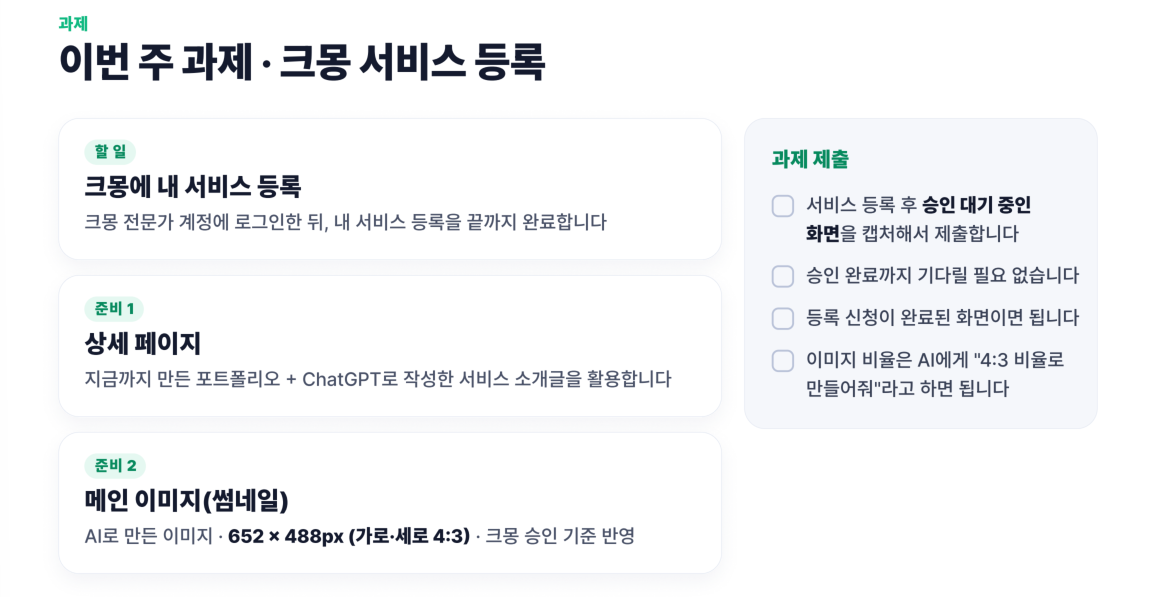 과제
이번 주 과제 · 크몽 서비스 등록
할 일
크몽에 내 서비스 등록
크몽 전문가 계정에 로그인한 뒤, 내 서비스 등록을 끝까지 완료합니다
준비 1
상세 페이지
지금까지 만든 포트폴리오 + ChatGPT로 작성한 서비스 소개글을 활용합니다
준비 2
메인 이미지(썸네일)
AI로 만든 이미지 · 652 × 488px (가로·세로 4:3) · 크몽 승인 기준 반영
과제 제출
서비스 등록 후 승인 대기 중인
화면을 캡처해서 제출합니다
승인 완료까지 기다릴 필요 없습니다
등록 신청이 완료된 화면이면 됩니다
이미지 비율은 AI에게 "4:3 비율로
만들어줘"라고 하면 됩니다